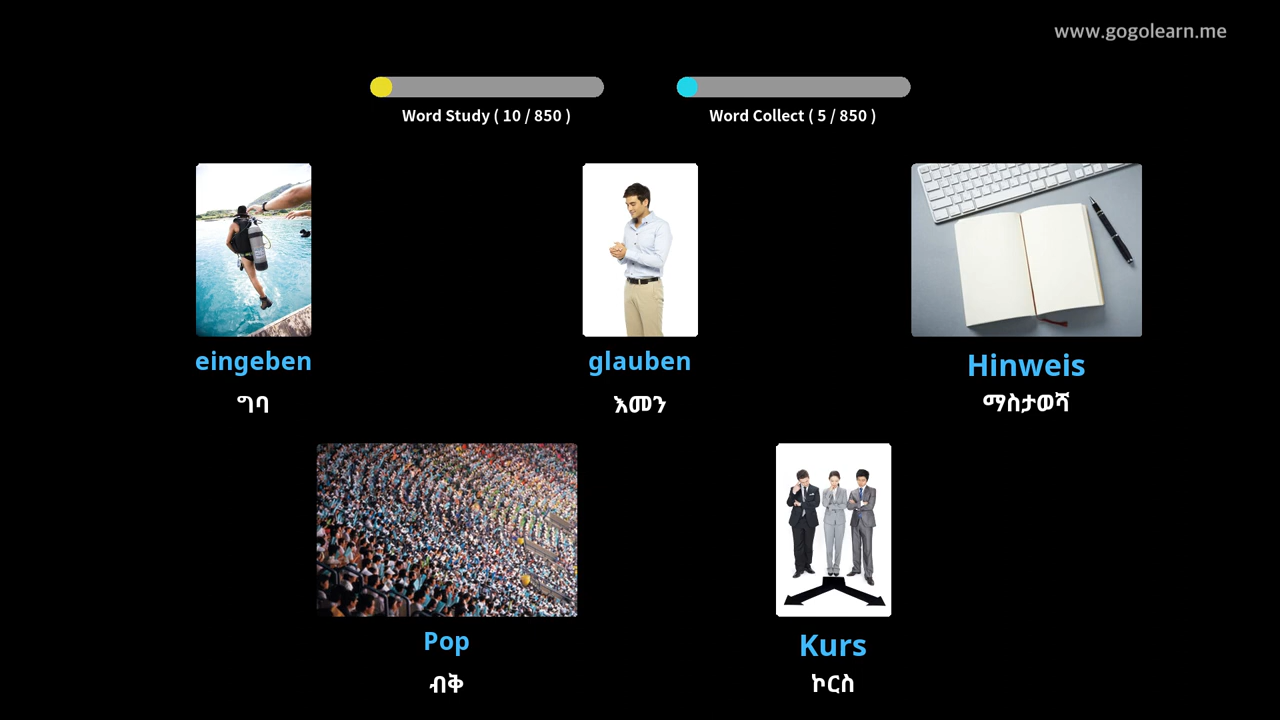 www.gogolearn.me
Word Study ( 10 / 850 )
Word Collect ( 5 / 850 )
eingeben
glauben
Hinweis
ግባ
እመን
ማስታወሻ
Pop
Kurs
ብቅ
ኮርስ